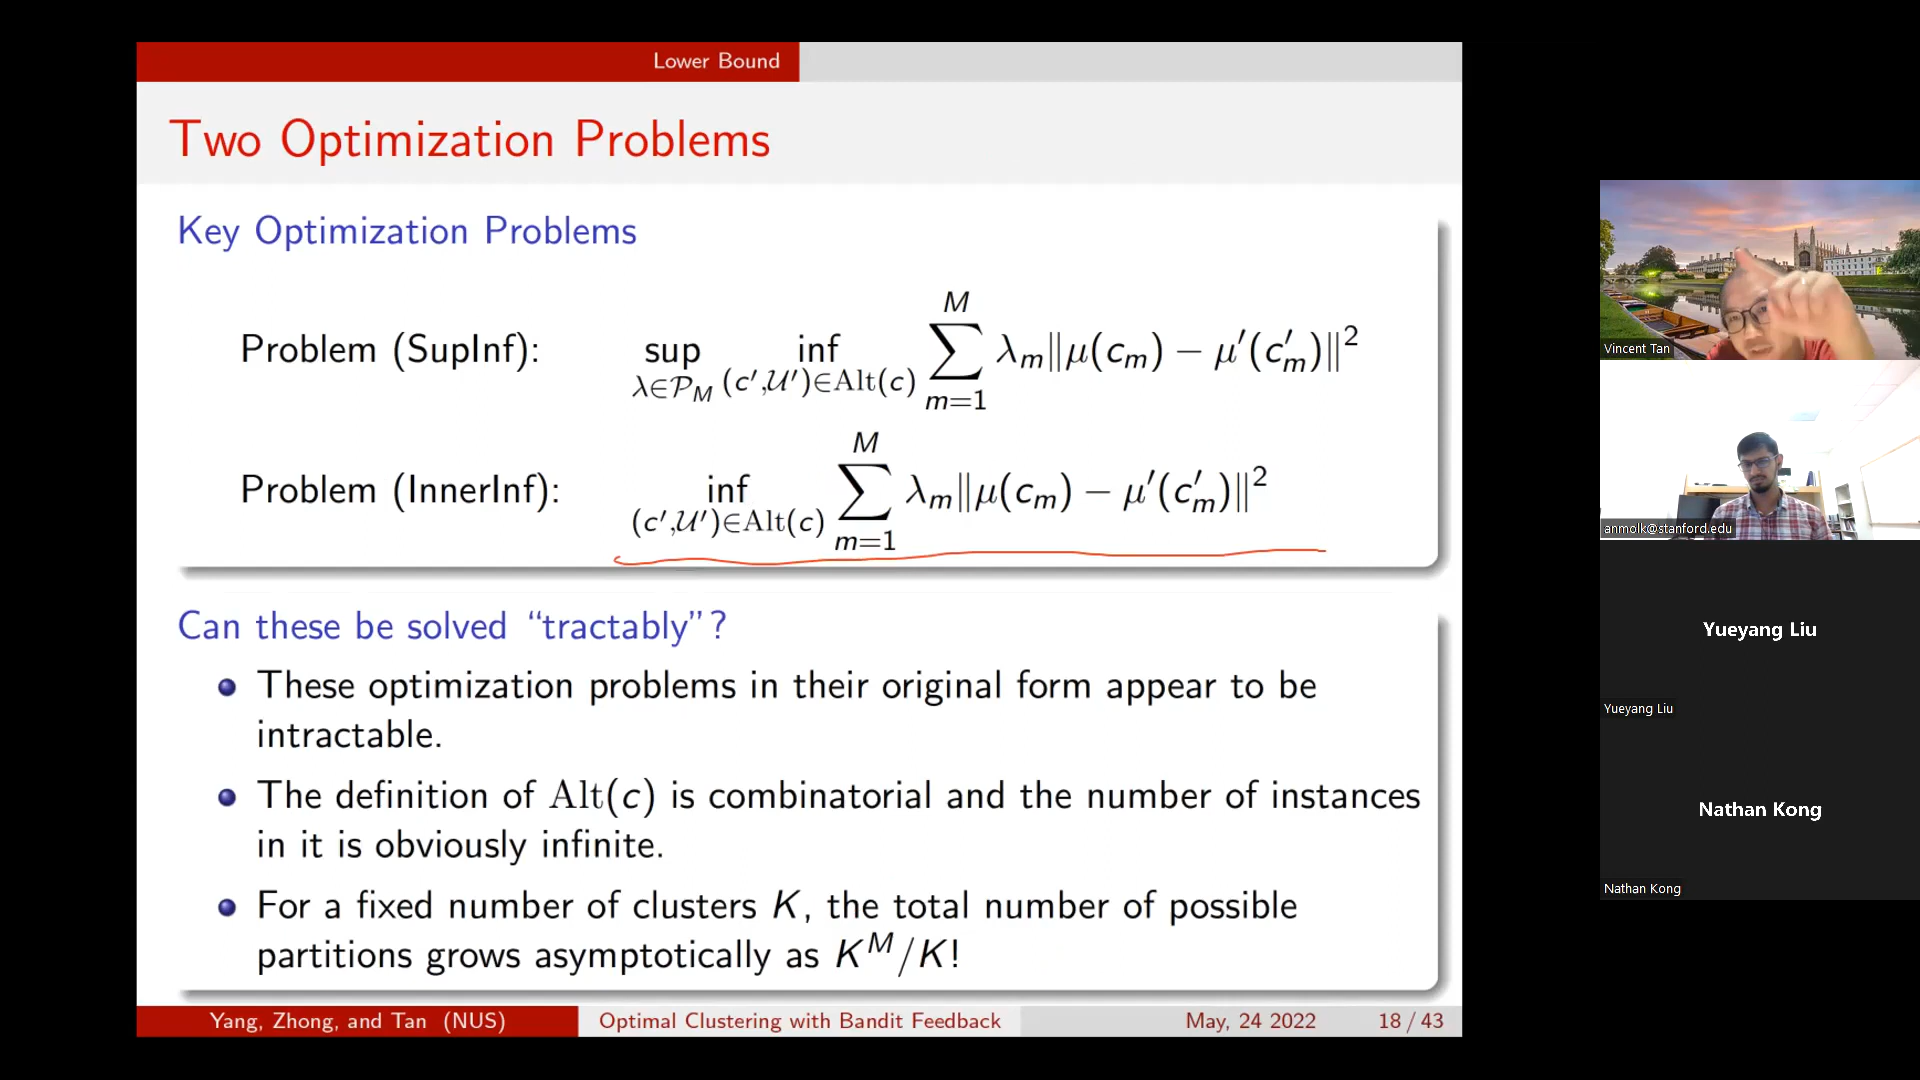 Lower Bound
Two Optimization Problems
Key Optimization Problems
Problem (SupInf): sup_{λ∈𝒫_M} inf_{(c′,𝒰′)∈Alt(c)} ∑_{m=1}^{M} λ_m‖μ(c_m) − μ′(c′_m)‖²
Problem (InnerInf): inf_{(c′,𝒰′)∈Alt(c)} ∑_{m=1}^{M} λ_m‖μ(c_m) − μ′(c′_m)‖²
Can these be solved “tractably”?
These optimization problems in their original form appear to be
intractable.
The definition of Alt(c) is combinatorial and the number of instances
in it is obviously infinite.
For a fixed number of clusters K, the total number of possible
partitions grows asymptotically as K^M/K!
Yang, Zhong, and Tan (NUS)
Optimal Clustering with Bandit Feedback
May, 24 2022
18 / 43
Vincent Tan
anmolk@stanford.edu
Yueyang Liu
Yueyang Liu
Nathan Kong
Nathan Kong